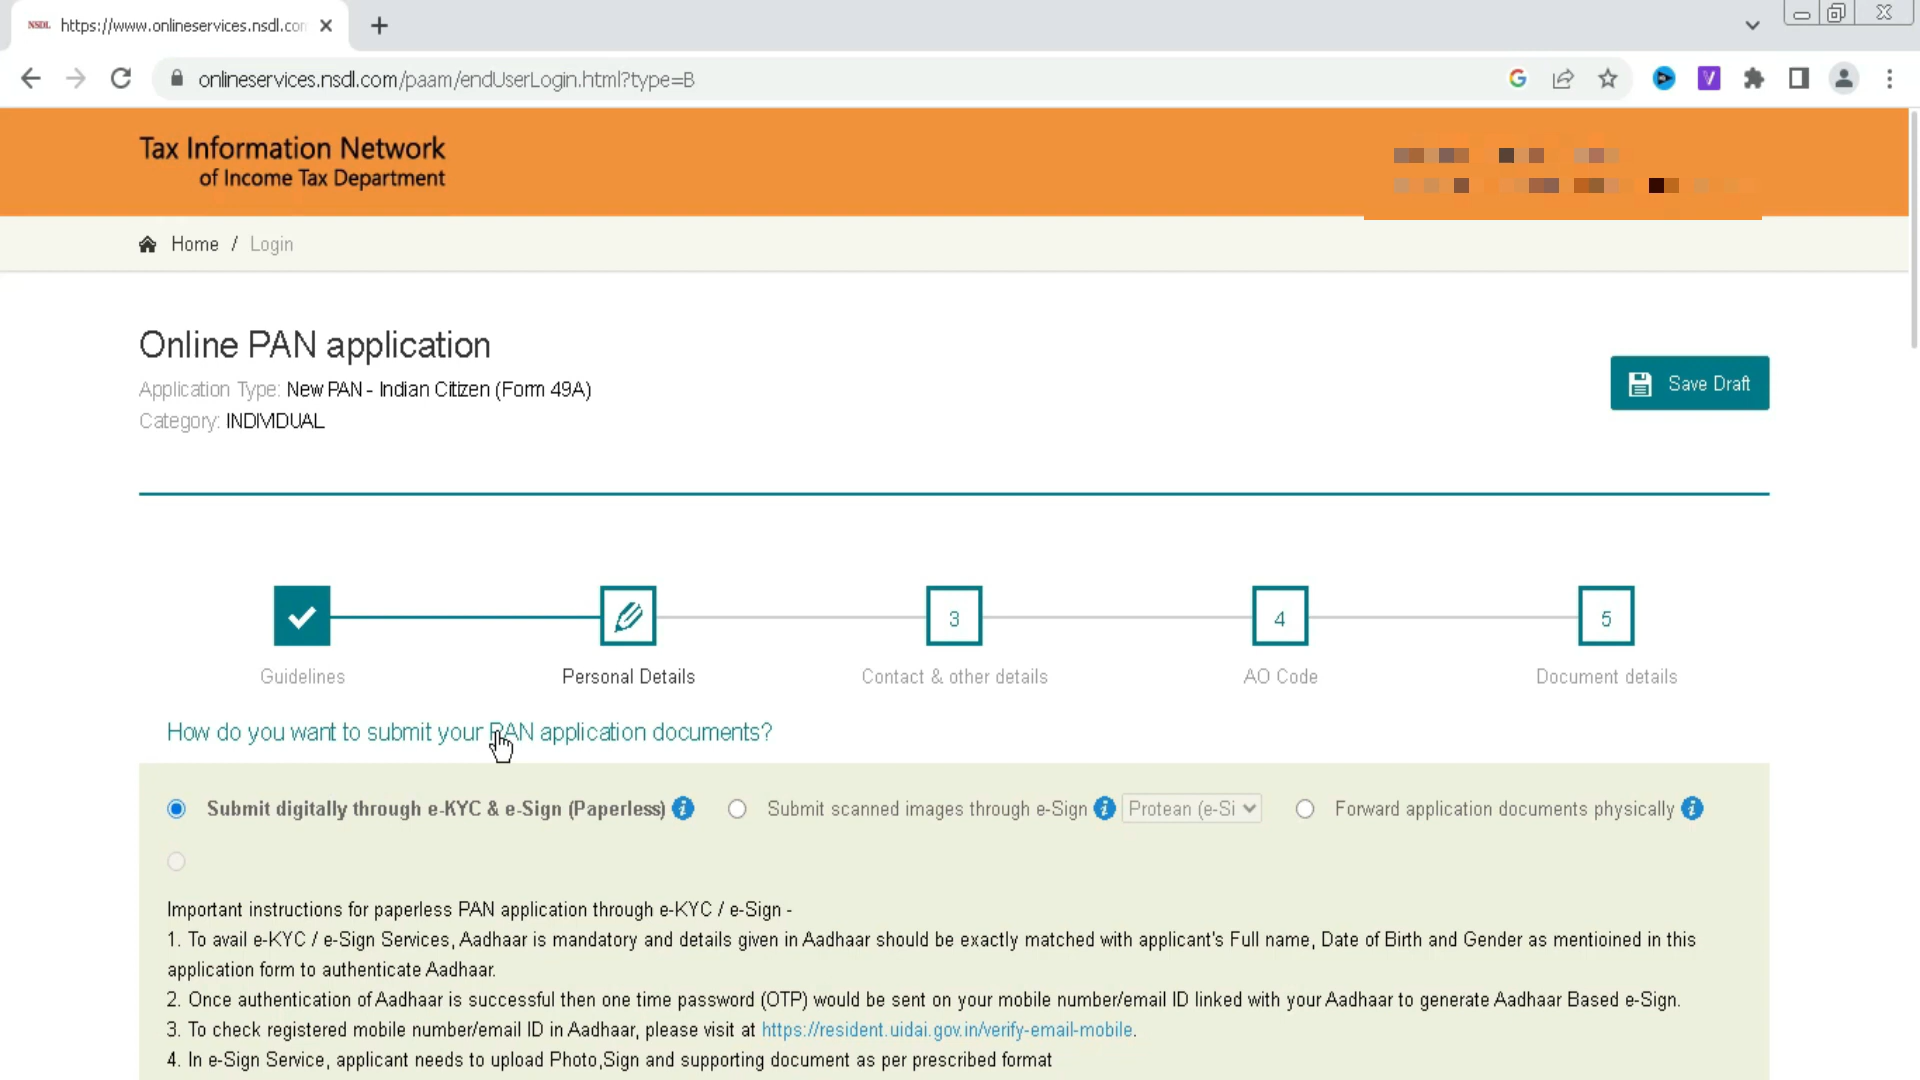 NSDL https://www.onlineservices.nsdl.com
onlineservices.nsdl.com/paam/endUserLogin.html?type=B
Tax Information Network
of Income Tax Department
Home / Login
Online PAN application
Application Type: New PAN - Indian Citizen (Form 49A)
Category: INDIVIDUAL
Save Draft
3
4
5
Guidelines
Personal Details
Contact & other details
AO Code
Document details
How do you want to submit your PAN application documents?
Submit digitally through e-KYC & e-Sign (Paperless) i Submit scanned images through e-Sign i Protean (e-Si Forward application documents physically i
Important instructions for paperless PAN application through e-KYC / e-Sign -
1. To avail e-KYC / e-Sign Services, Aadhaar is mandatory and details given in Aadhaar should be exactly matched with applicant's Full name, Date of Birth and Gender as mentioined in this
application form to authenticate Aadhaar.
2. Once authentication of Aadhaar is successful then one time password (OTP) would be sent on your mobile number/email ID linked with your Aadhaar to generate Aadhaar Based e-Sign.
3. To check registered mobile number/email ID in Aadhaar, please visit at https://resident.uidai.gov.in/verify-email-mobile.
4. In e-Sign Service, applicant needs to upload Photo,Sign and supporting document as per prescribed format